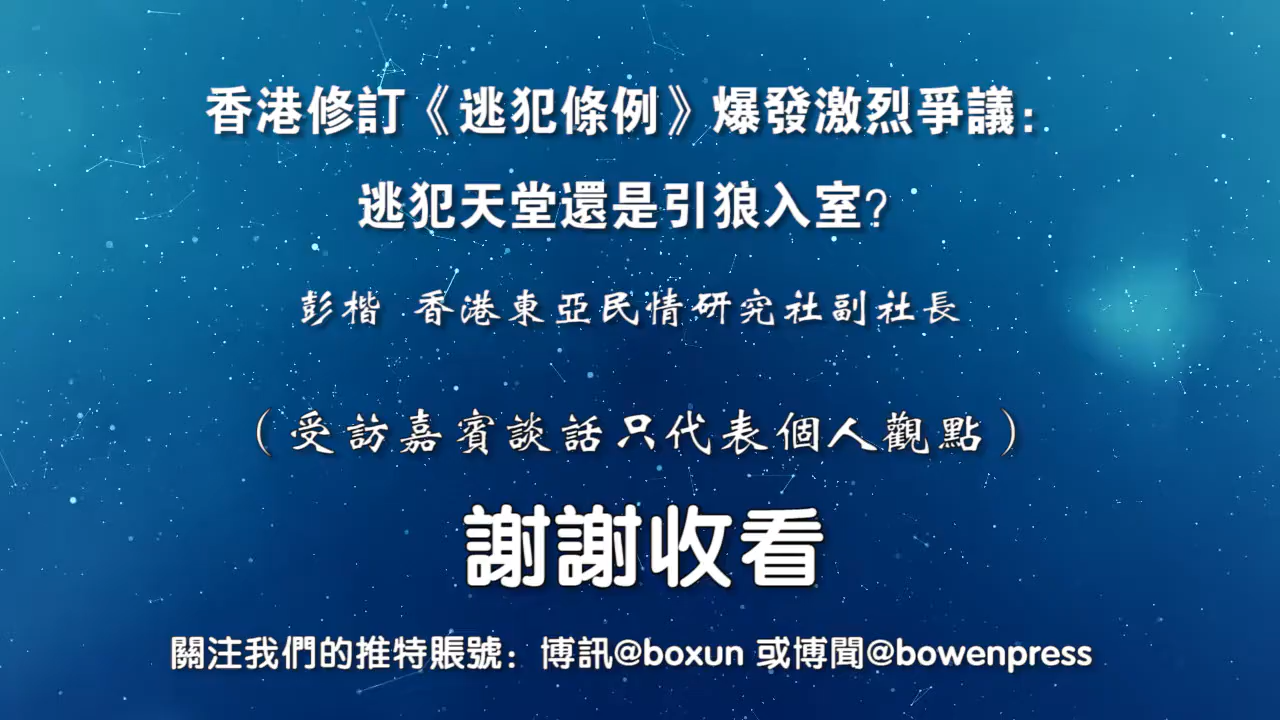 香港修訂《逃犯條例》爆發激烈爭議：
逃犯天堂還是引狼入室?
彭楷 香港東亞民情研究社副社長
（受訪嘉賓談話只代表個人觀點）
謝謝收看
關注我們的推特賬號：博訊@boxun 或博聞@bowenpress